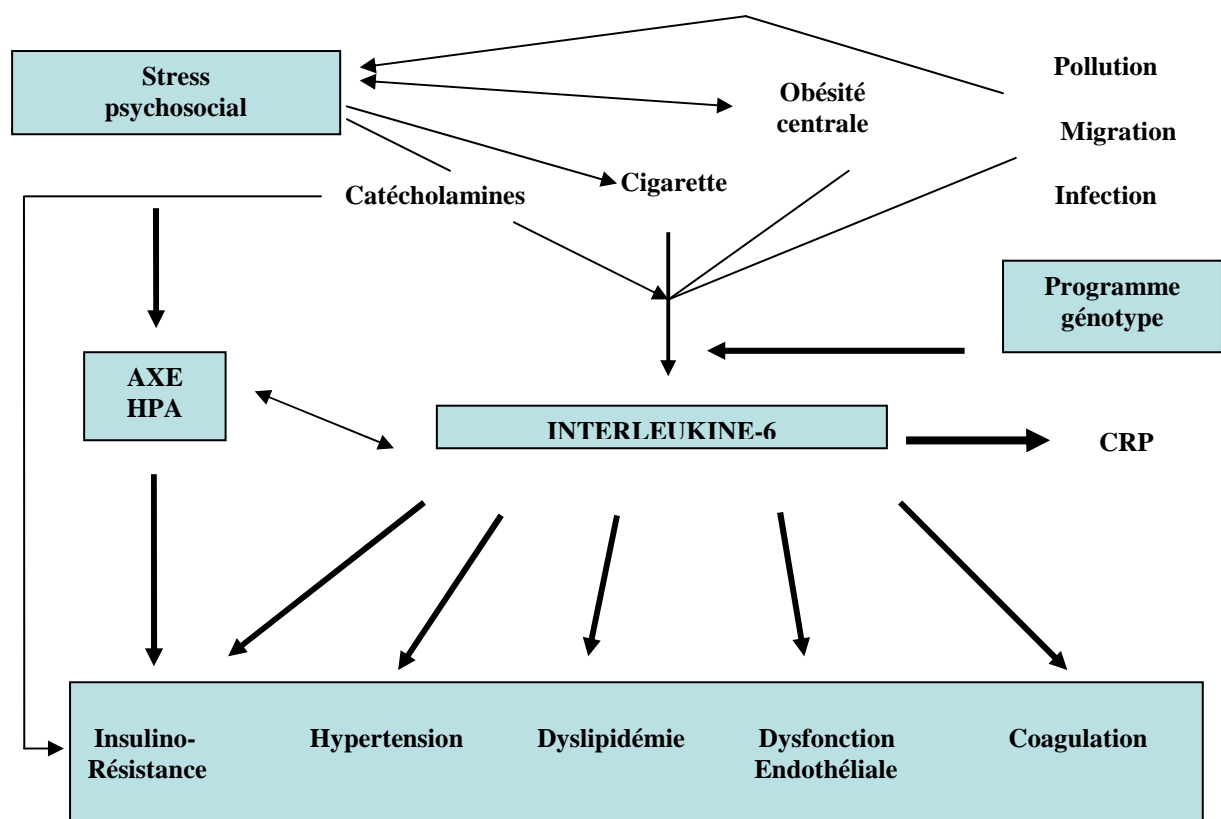 Stress
psychosocial
Obésité
centrale
Pollution
Migration
Infection
Catécholamines
Cigarette
Programme
génotype
AXE
HPA
INTERLEUKINE-6
CRP
Insulino-
Résistance
Hypertension
Dyslipidémie
Dysfonction
Endothéliale
Coagulation